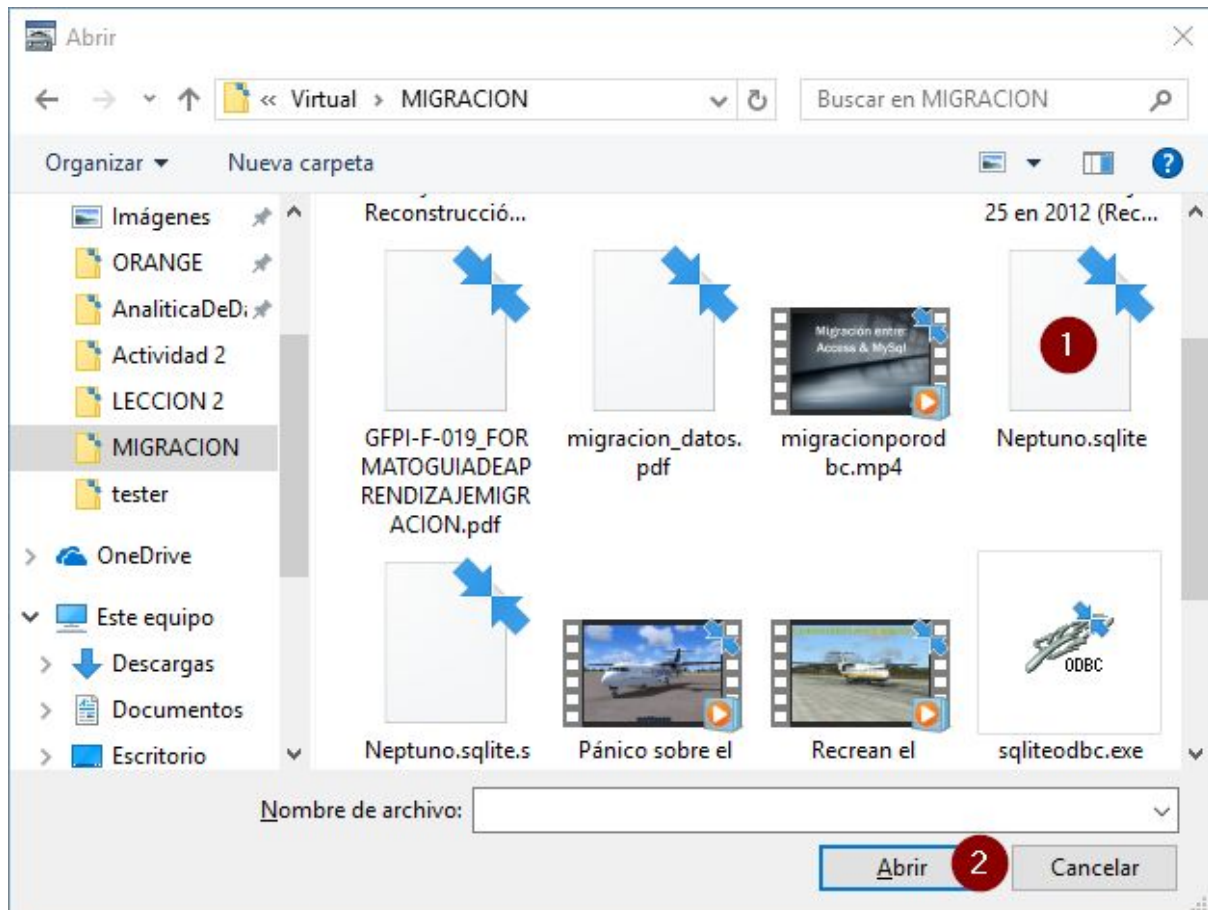 Abrir
« Virtual > MIGRACION
Buscar en MIGRACION
Organizar
Nueva carpeta
?
Imágenes
ORANGE
AnaliticaDeD
Actividad 2
LECCION 2
MIGRACION
tester
OneDrive
Este equipo
Descargas
Documentos
Escritorio
Reconstrucció...
25 en 2012 (Rec...
Migración entre:
Access & MySql
1
GFPI-F-019_FOR
MATOGUIADEAP
RENDIZAJEMIGR
ACION.pdf
migracion_datos.
pdf
migracionporod
bc.mp4
Neptuno.sqlite
ODBC
Neptuno.sqlite.s
Pánico sobre el
Recrean el
sqliteodbc.exe
Nombre de archivo:
Abrir
2
Cancelar